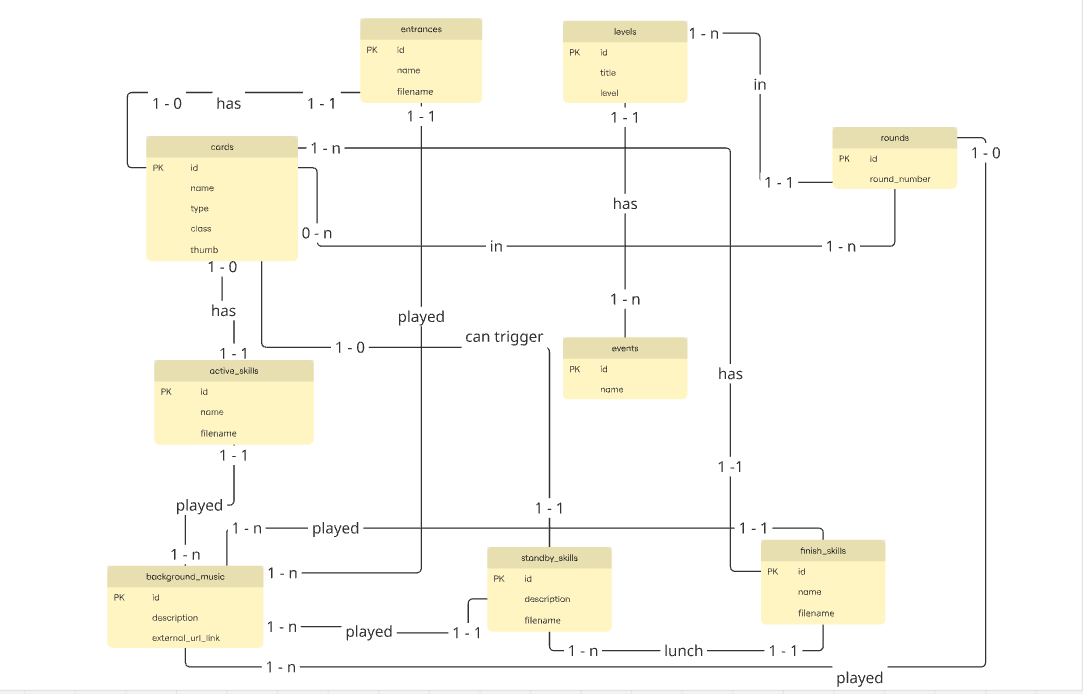 entrances
PK id
name
filename
levels
PK id
title
level
1 - n
in
1 - 1
rounds
PK id
round_number
1 - 0
1 - 0 has 1 - 1
1 - 1
1 - 1
cards
PK id
name
type
class
thumb
1 - n
0 - n
in
1 - n
has
1 - n
1 - 0
has
1 - 1
played
can trigger
1 - 0
events
PK id
name
active_skills
PK id
name
filename
has
1 -1
1 - 1
played
1 - n
1 - 1
1 - n played 1 - 1
background_music
PK id
description
external_url_link
1 - n
standby_skills
PK id
description
filename
finish_skills
PK id
name
filename
1 - n played 1 - 1
1 - n lunch 1 - 1
1 - n
played